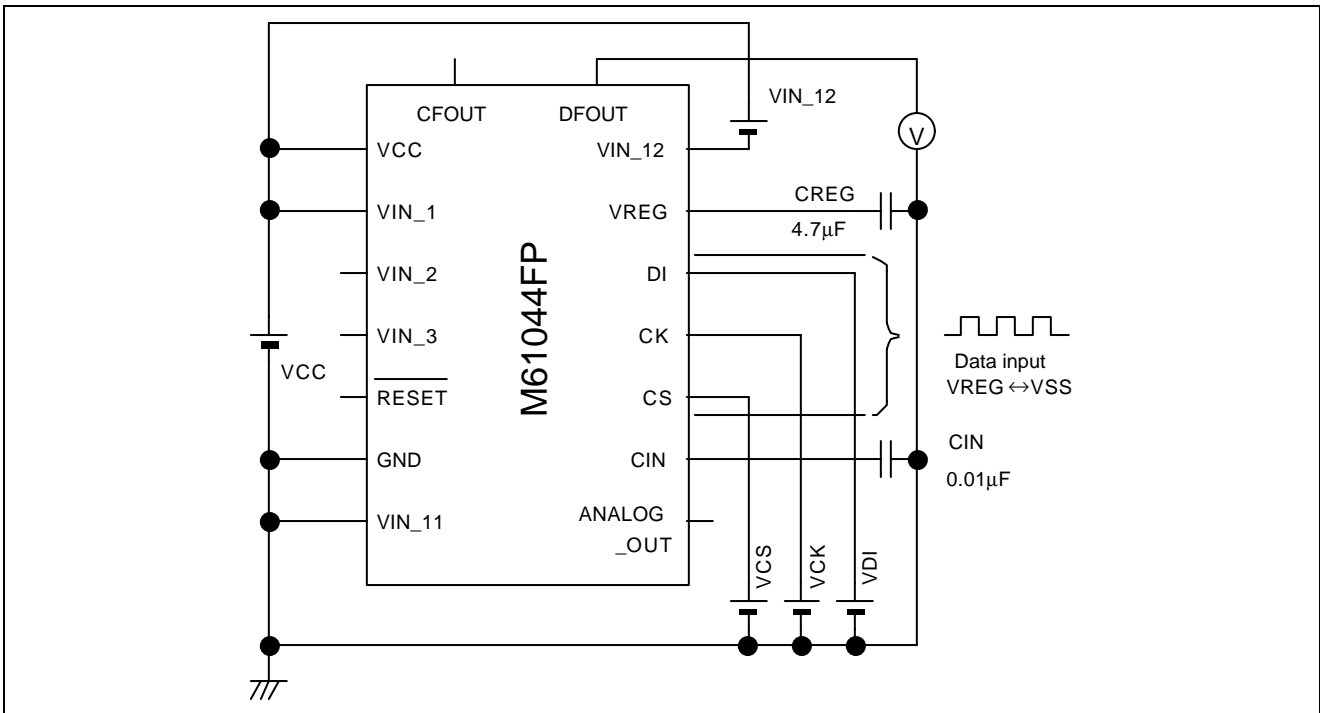 CFOUT
DFOUT
VIN_12
VCC
VIN_12
V
VIN_1
VREG
CREG
4.7μF
VIN_2
DI
M61044FP
VIN_3
CK
VCC
Data input
VREG ↔VSS
RESET
CS
GND
CIN
CIN
0.01μF
VIN_11
ANALOG
_OUT
VCS
VCK
VDI